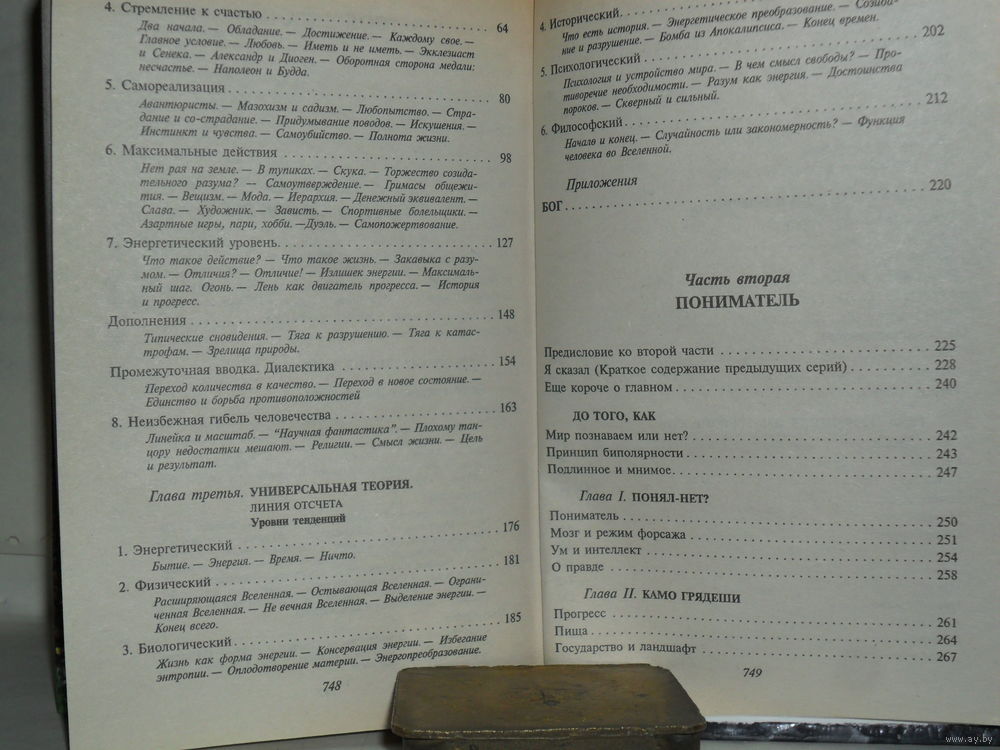 4. Стремление к счастью . . . 64
Два начала. — Обладание. — Достижение. — Каждому свое. —
Главное условие. — Любовь. — Иметь и не иметь. — Экклезиаст
и Сенека. — Александр и Диоген. — Оборотная сторона медали:
несчастье. — Наполеон и Будда.
5. Самореализация . . . 80
Авантюристы. — Мазохизм и садизм. — Любопытство. — Стра-
дание и со-страдание. — Придумывание поводов. — Искушения. —
Инстинкт и чувства. — Самоубийство. — Полнота жизни.
6. Максимальные действия . . . 98
Нет рая на земле. — В тупиках. — Скука. — Торжество созида-
тельного разума? — Самоутверждение. — Гримасы общежи-
тия. — Вещизм. — Мода. — Иерархия. — Денежный эквивалент. —
Слава. — Художник. — Зависть. — Спортивные болельщики. —
Азартные игры, пари, хобби. —Дуэль. — Самопожертвование.
7. Энергетический уровень. . . . 127
Что такое действие? — Что такое жизнь. — Закавыка с разу-
мом. — Отличия? — Отличие! — Излишек энергии. — Максималь-
ный шаг. Огонь. — Лень как двигатель прогресса. — История
и прогресс.
Дополнения . . . 148
Типические сновидения. — Тяга к разрушению. — Тяга к катас-
трофам. — Зрелища природы.
Промежуточная вводка. Диалектика . . . 154
Переход количества в качество. — Переход в новое состояние. —
Единство и борьба противоположностей
8. Неизбежная гибель человечества . . . 163
Линейка и масштаб. — "Научная фантастика". — Плохому тан-
цору недостатки мешают. — Религии. — Смысл жизни. — Цель
и результат.
Глава третья. УНИВЕРСАЛЬНАЯ ТЕОРИЯ.
ЛИНИЯ ОТСЧЕТА
Уровни тенденций
1. Энергетический . . . 176
Бытие. — Энергия. — Время. — Ничто.
2. Физический . . . 181
Расширяющаяся Вселенная. — Остывающая Вселенная. — Ограни-
ченная Вселенная. — Не вечная Вселенная. — Выделение энергии. —
Конец всего.
3. Биологический . . . 185
Жизнь как форма энергии. — Консервация энергии. — Избегание
энтропии. — Оплодотворение материи. — Энергопреобразование.
748
4. Исторический.
Что есть история. — Энергетическое преобразование. — Созида-
ние и разрушение. — Бомба из Апокалипсиса. — Конец времен.
5. Психологический . . . 202
Психология и устройство мира. — В чем смысл свободы? — Про-
тиворечие необходимости. — Разум как энергия. — Достоинства
пороков. — Скверный и сильный.
6. Философский . . . 212
Начало и конец. — Случайность или закономерность? — Функция
человека во Вселенной.
Приложения
БОГ . . . 220
Часть вторая
ПОНИМАТЕЛЬ
Предисловие ко второй части . . . 225
Я сказал (Краткое содержание предыдущих серий) . . . 228
Еще короче о главном . . . 240
ДО ТОГО, КАК
Мир познаваем или нет? . . . 242
Принцип биполярности . . . 243
Подлинное и мнимое . . . 247
Глава I. ПОНЯЛ-НЕТ?
Пониматель . . . 250
Мозг и режим форсажа . . . 251
Ум и интеллект . . . 254
О правде . . . 258
Глава II. КАМО ГРЯДЕШИ
Прогресс . . . 261
Пища . . . 264
Государство и ландшафт . . . 267
749
www.ay.by